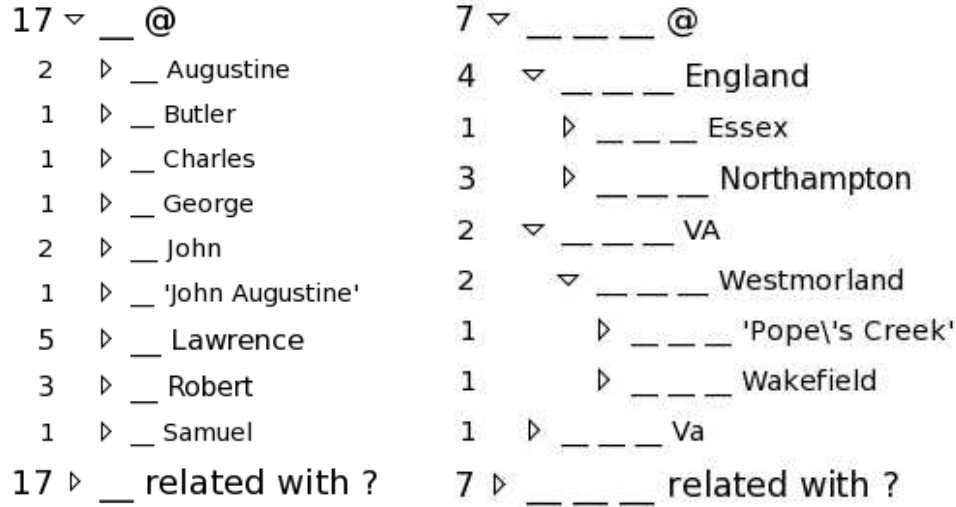 17 ▿ __ @
2 ▹ __ Augustine
1 ▹ __ Butler
1 ▹ __ Charles
1 ▹ __ George
2 ▹ __ John
1 ▹ __ 'John Augustine'
5 ▹ __ Lawrence
3 ▹ __ Robert
1 ▹ __ Samuel
17 ▹ __ related with ?
7 ▿ __ __ __ @
4 ▿ __ __ __ England
1 ▹ __ __ __ Essex
3 ▹ __ __ __ Northampton
2 ▿ __ __ __ VA
2 ▿ __ __ __ Westmorland
1 ▹ __ __ __ 'Pope\'s Creek'
1 ▹ __ __ __ Wakefield
1 ▹ __ __ __ Va
7 ▹ __ __ __ related with ?